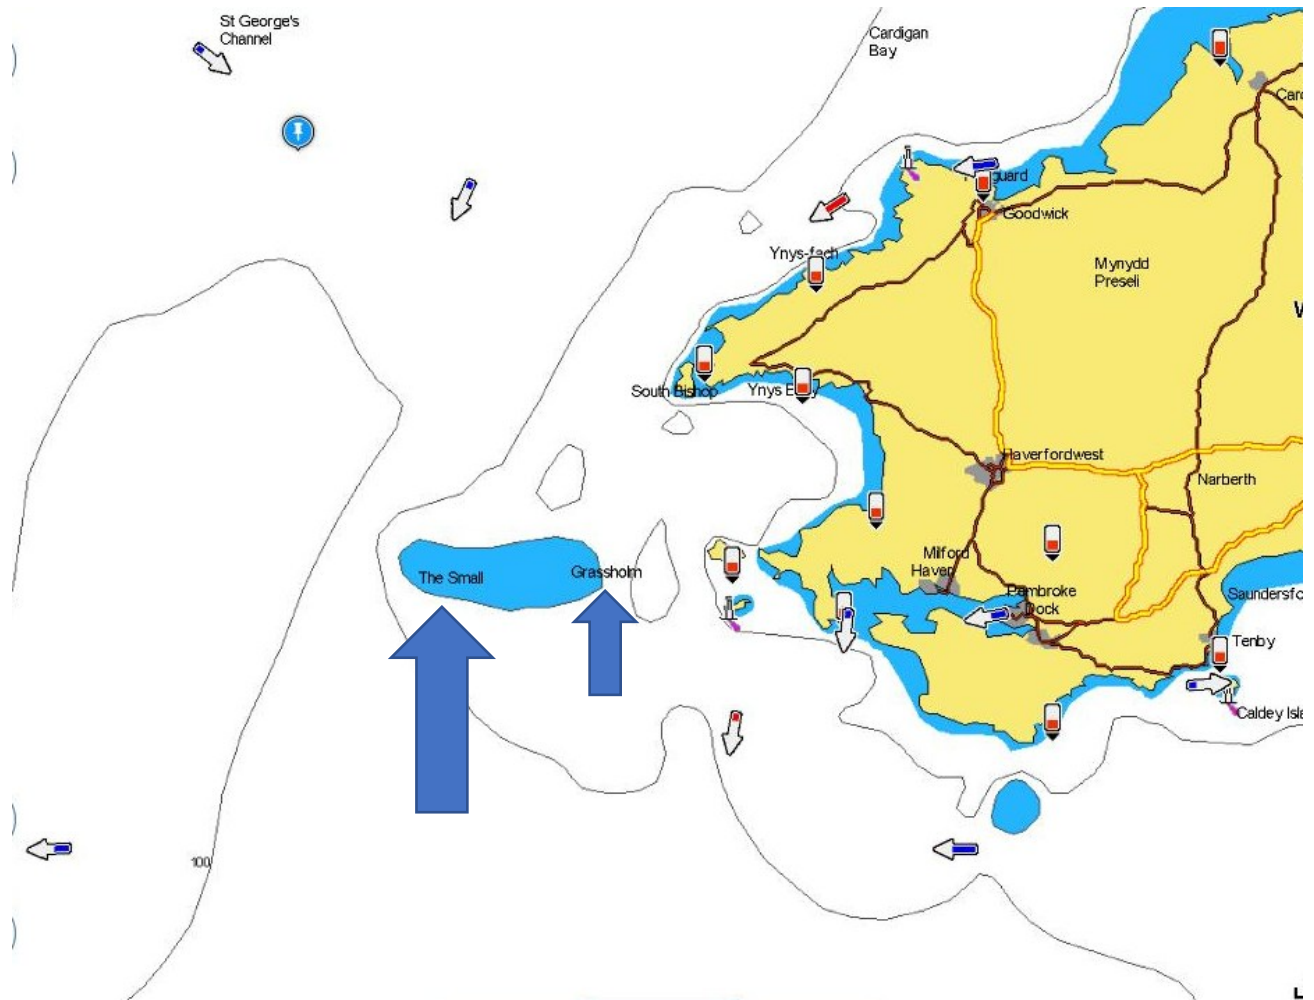 St George's
Channel
Cardigan
Bay
Goodwick
Ynys-fach
Mynydd
Preseli
South Bishop
Ynys
Haverfordwest
Narberth
The Small
Grassholm
Milford
Haven
Pembroke
Dock
Tenby
100